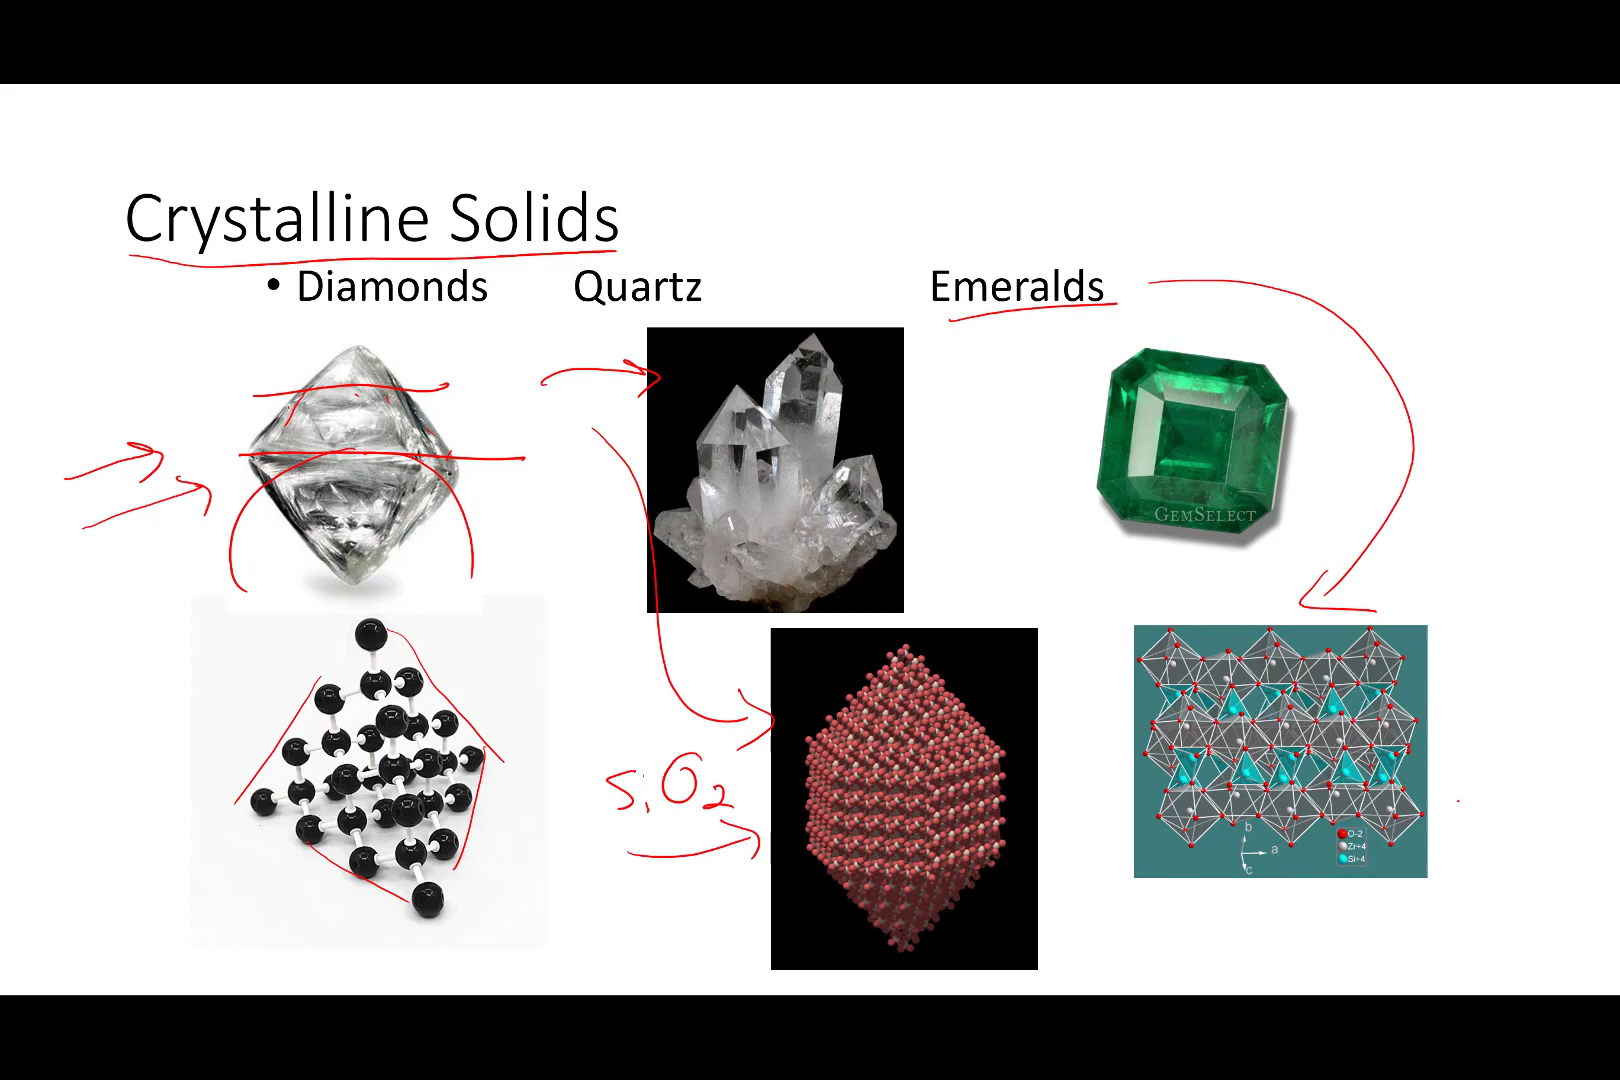 Crystalline Solids
• Diamonds Quartz Emeralds
GemSelect
SiO2
O-2
Zr+4
Si+4
b
a
c